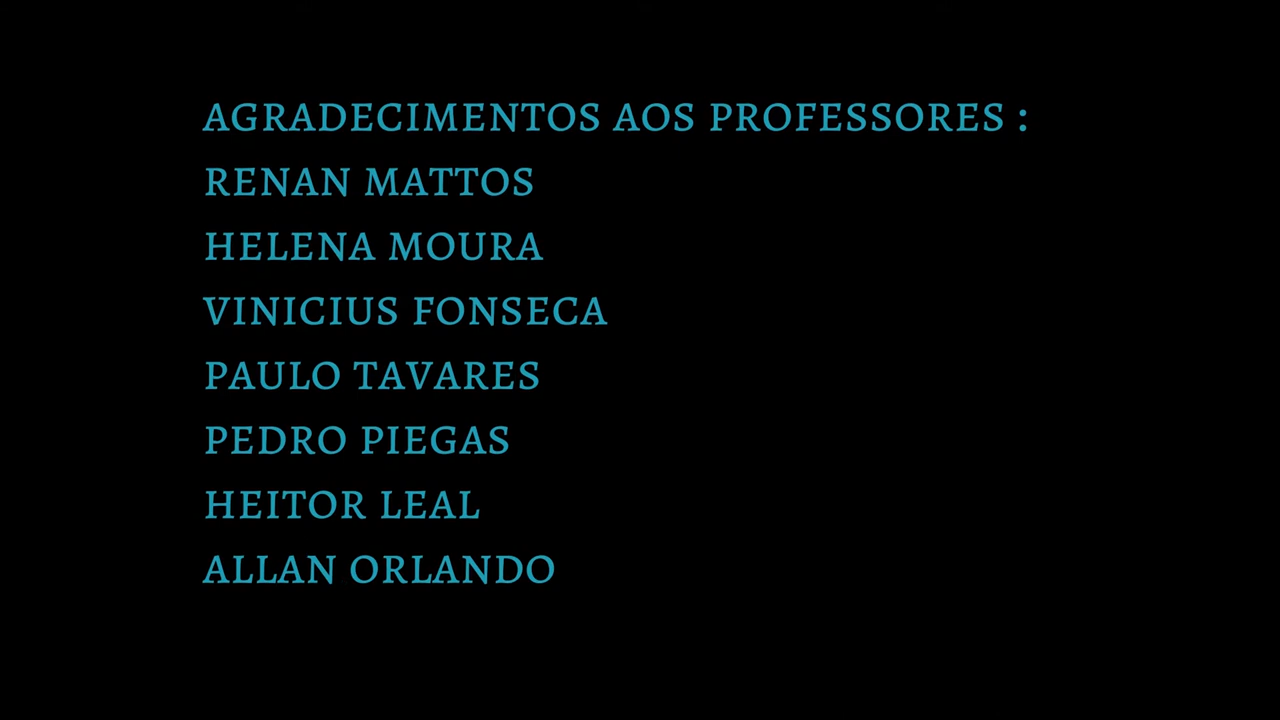 AGRADECIMENTOS AOS PROFESSORES :
RENAN MATTOS
HELENA MOURA
VINICIUS FONSECA
PAULO TAVARES
PEDRO PIEGAS
HEITOR LEAL
ALLAN ORLANDO